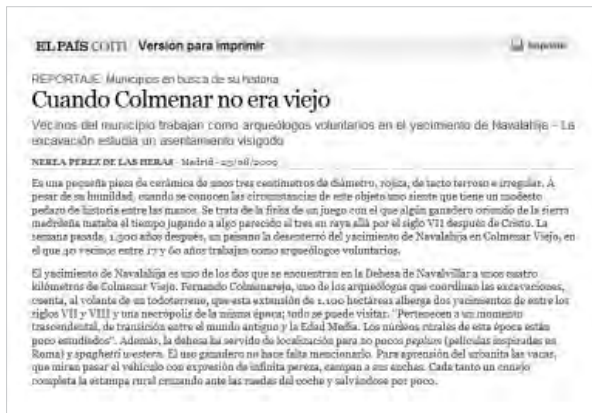 EL PAÍS COM Versión para imprimir
Imprimir
REPORTAJE: Municipios en busca de su historia
Cuando Colmenar no era viejo
Vecinos del municipio trabajan como arqueólogos voluntarios en el yacimiento de Navalahija - La
excavación estudia un asentamiento visigodo
NEREA PÉREZ DE LAS HERAS - Madrid - 25/08/2009
Es una pequeña pieza de cerámica de unos tres centímetros de diámetro, rojiza, de tacto terroso e irregular. A
pesar de su humildad, cuando se conocen las circunstancias de este objeto uno siente que tiene un modesto
pedazo de historia entre las manos. Se trata de la ficha de un juego con el que algún ganadero oriundo de la sierra
madrileña mataba el tiempo jugando a algo parecido al tres en raya allá por el siglo VII después de Cristo. La
semana pasada, 1.500 años después, un paisano la desenterró del yacimiento de Navalahija en Colmenar Viejo, en
el que 40 vecinos entre 17 y 60 años trabajan como arqueólogos voluntarios.
El yacimiento de Navalahija es uno de los dos que se encuentran en la Dehesa de Navalvillar a unos cuatro
kilómetros de Colmenar Viejo. Fernando Colmenarejo, uno de los arqueólogos que coordinan las excavaciones,
cuenta, al volante de un todoterreno, que esta extensión de 1.100 hectáreas alberga dos yacimientos de entre los
siglos VII y VIII y una necrópolis de la misma época; todo se puede visitar. "Pertenecen a un momento
trascendental, de transición entre el mundo antiguo y la Edad Media. Los núcleos rurales de esta época están
poco estudiados". Además, la dehesa ha servido de localización para no pocos peplum (películas inspiradas en
Roma) y spaghetti western. El uso ganadero no hace falta mencionarlo. Para aprensión del urbanita las vacas,
que miran pasar el vehículo con expresión de infinita pereza, campan a sus anchas. Cada tanto un conejo
completa la estampa rural cruzando ante las ruedas del coche y salvándose por poco.